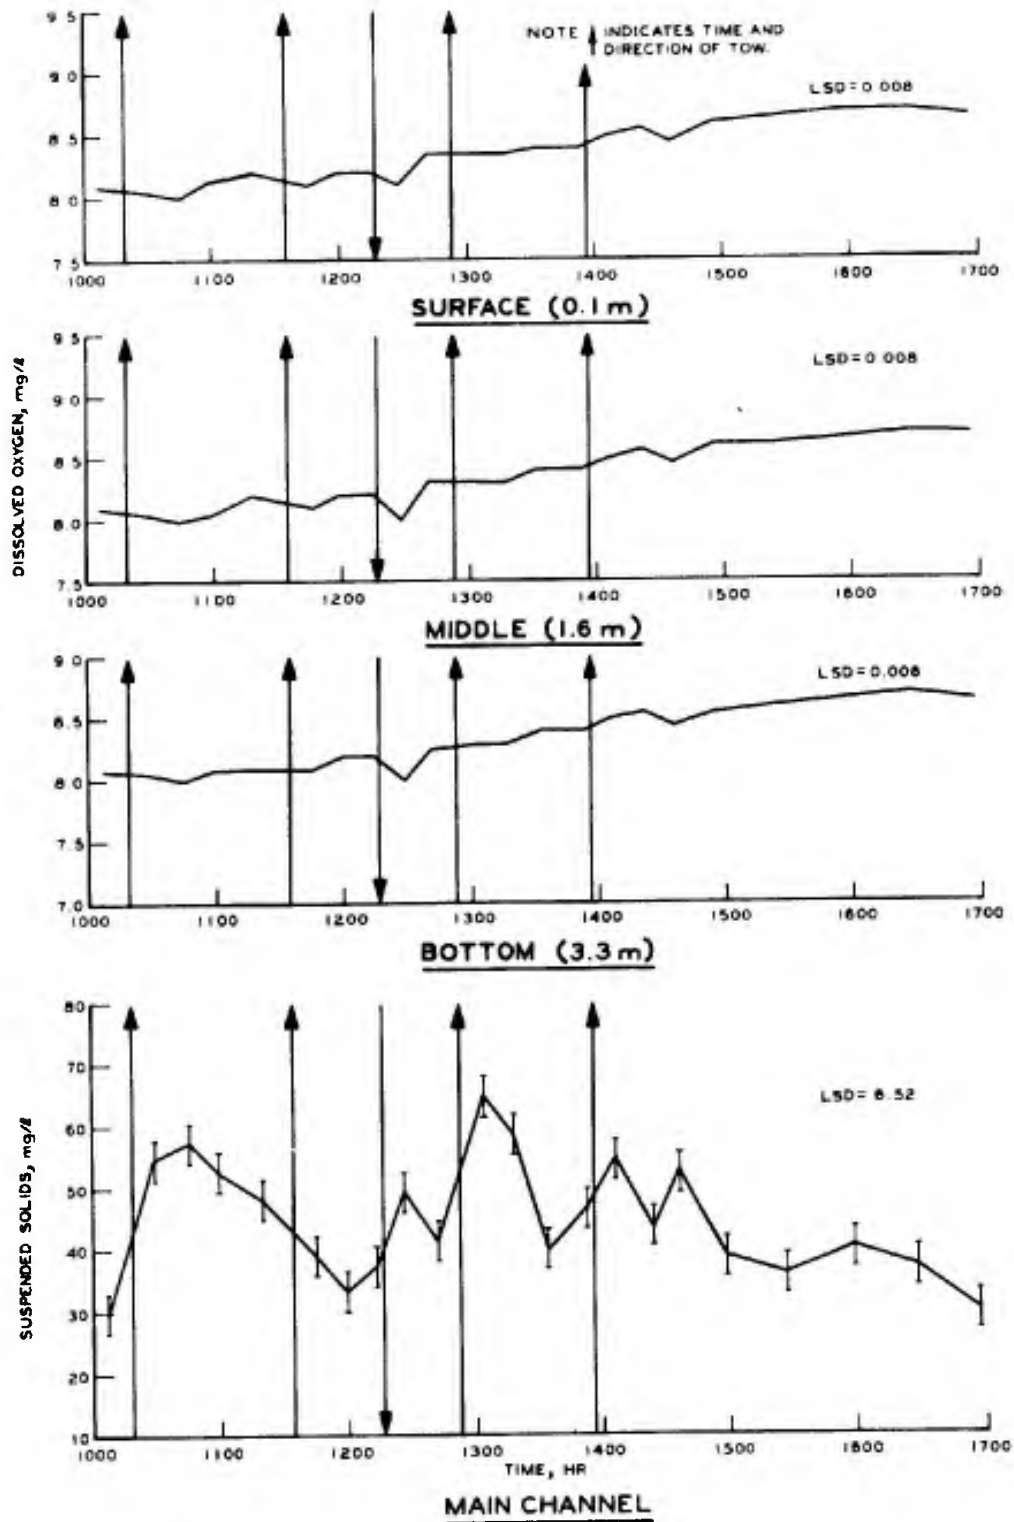 9.5
NOTE INDICATES TIME AND
DIRECTION OF TOW.
9.0
LSD=0.008
8.5
8.0
7.5
1000 1100 1200 1300 1400 1500 1600 1700
SURFACE (0.1 m)
9.5
LSD=0.008
9.0
8.5
8.0
7.5
1000 1100 1200 1300 1400 1500 1600 1700
MIDDLE (1.6 m)
DISSOLVED OXYGEN, mg/ℓ
9.0
LSD=0.008
8.5
8.0
7.5
7.0
1000 1100 1200 1300 1400 1500 1600 1700
BOTTOM (3.3 m)
80
70
LSD= 6.52
60
50
40
30
20
10
SUSPENDED SOLIDS, mg/ℓ
1000 1100 1200 1300 1400 1500 1600 1700
TIME, HR
MAIN CHANNEL